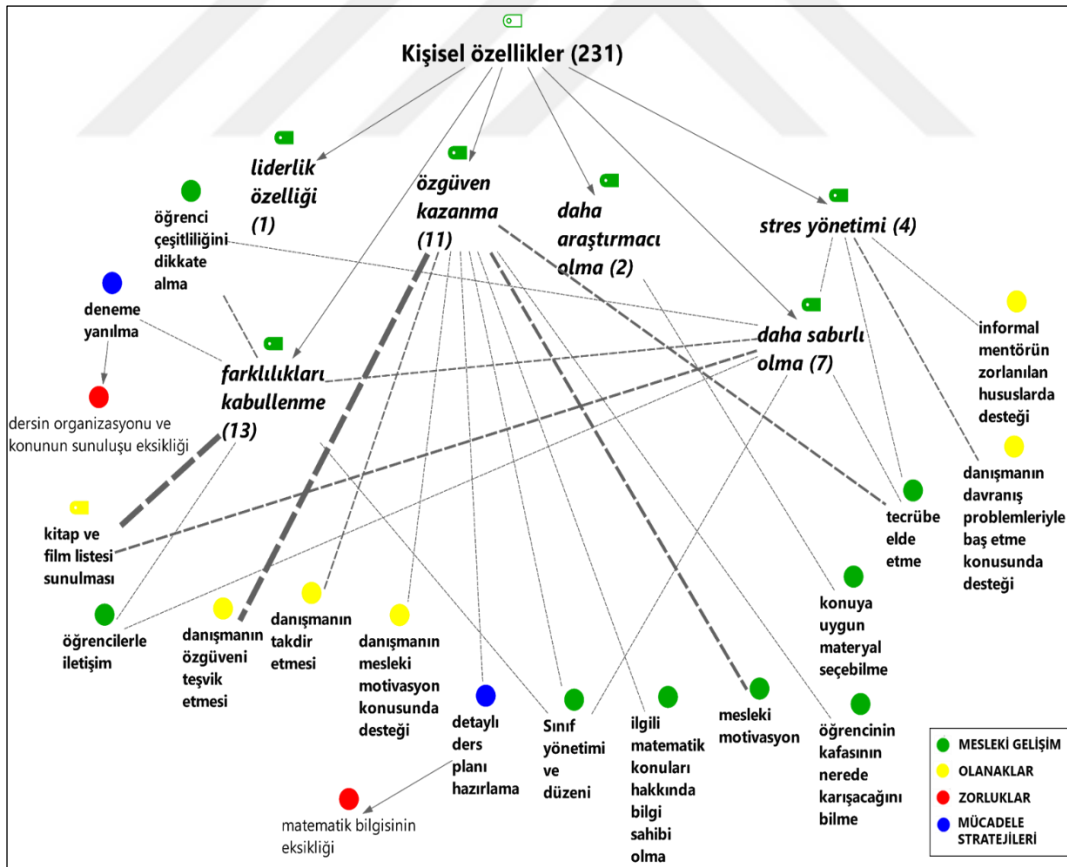 Kişisel özellikler (231)
liderlik
özelliği
(1)
özgüven
kazanma
(11)
daha
araştırmacı
olma (2)
stres yönetimi (4)
öğrenci
çeşitliliğini
dikkate
alma
deneme
yanılma
farklılıkları
kabullenme
(13)
daha sabırlı
olma (7)
informal
mentörün
zorlanılan
hususlarda
desteği
dersin organizasyonu ve
konunun sunuluşu eksikliği
kitap ve
film listesi
sunulması
tecrübe
elde
etme
danışmanın
davranış
problemleriyle
baş etme
konusunda
desteği
öğrencilerle
iletişim
danışmanın
özgüveni
teşvik
etmesi
danışmanın
takdir
etmesi
danışmanın
mesleki
motivasyon
konusunda
desteği
konuya
uygun
materyal
seçebilme
detaylı
ders
planı
hazırlama
Sınıf
yönetimi
ve
düzeni
ilgili
matematik
konuları
hakkında
bilgi
sahibi
olma
mesleki
motivasyon
öğrencinin
kafasının
nerede
karışacağını
bilme
matematik bilgisinin
eksikliği
MESLEKİ GELİŞİM
OLANAKLAR
ZORLUKLAR
MÜCADELE
STRATEJİLERİ